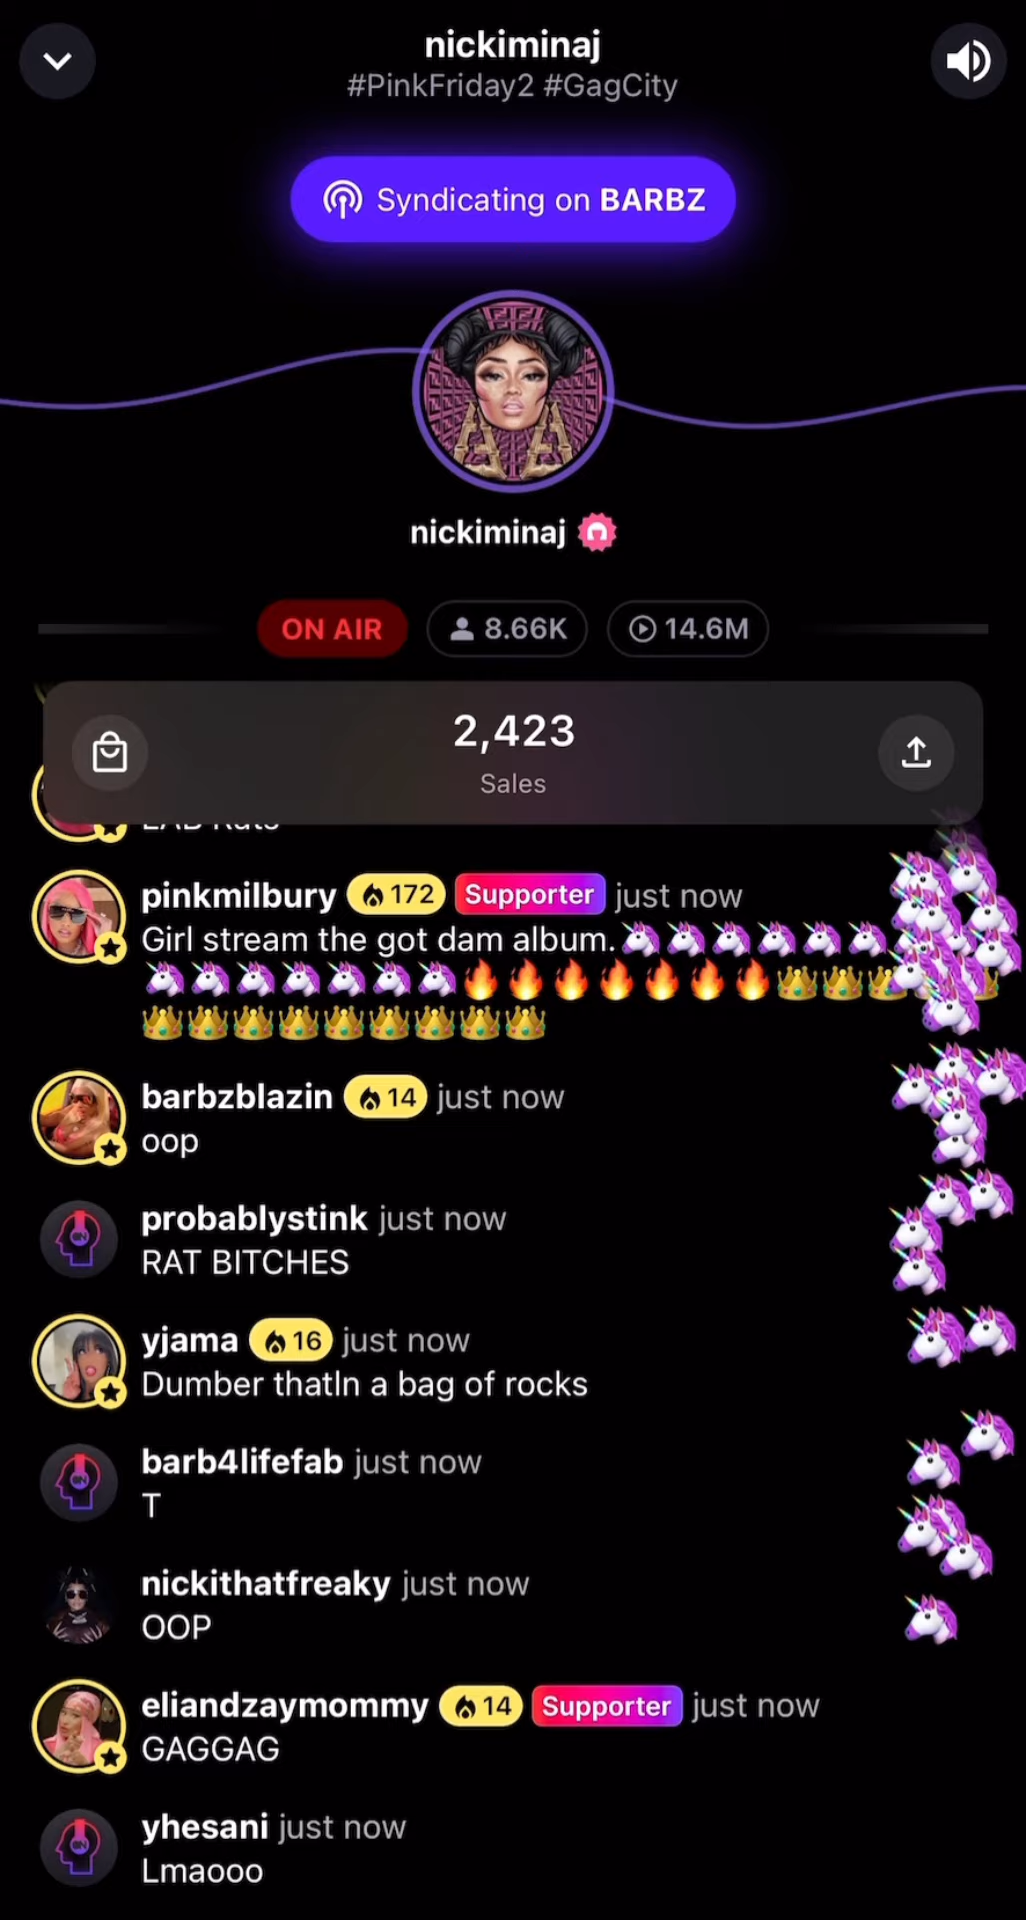 nickiminaj
#PinkFriday2 #GagCity
Syndicating on BARBZ
nickiminaj
ON AIR 8.66K 14.6M
2,423
Sales
pinkmilbury 172 Supporter just now
Girl stream the got dam album.🦄🦄🦄🦄🦄🦄
🦄🦄🦄🦄🦄🦄🦄🔥🔥🔥🔥🔥🔥🔥👑👑👑👑👑
👑👑👑👑👑👑👑👑👑
barbzblazin 14 just now
oop
probablystink just now
RAT BITCHES
yjama 16 just now
Dumber thatIn a bag of rocks
barb4lifefab just now
T
nickithatfreaky just now
OOP
eliandzaymommy 14 Supporter just now
GAGGAG
yhesani just now
Lmaooo